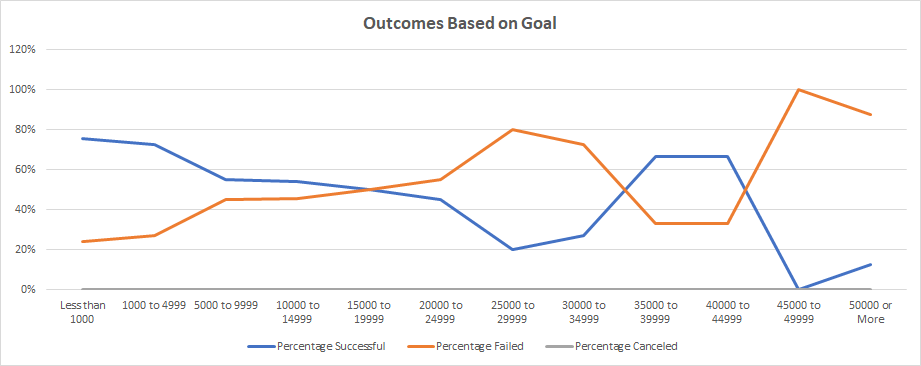 Outcomes Based on Goal
120%
100%
80%
60%
40%
20%
0%
Less than
1000
1000 to 4999
5000 to 9999
10000 to
14999
15000 to
19999
20000 to
24999
25000 to
29999
30000 to
34999
35000 to
39999
40000 to
44999
45000 to
49999
50000 or
More
Percentage Successful
Percentage Failed
Percentage Canceled